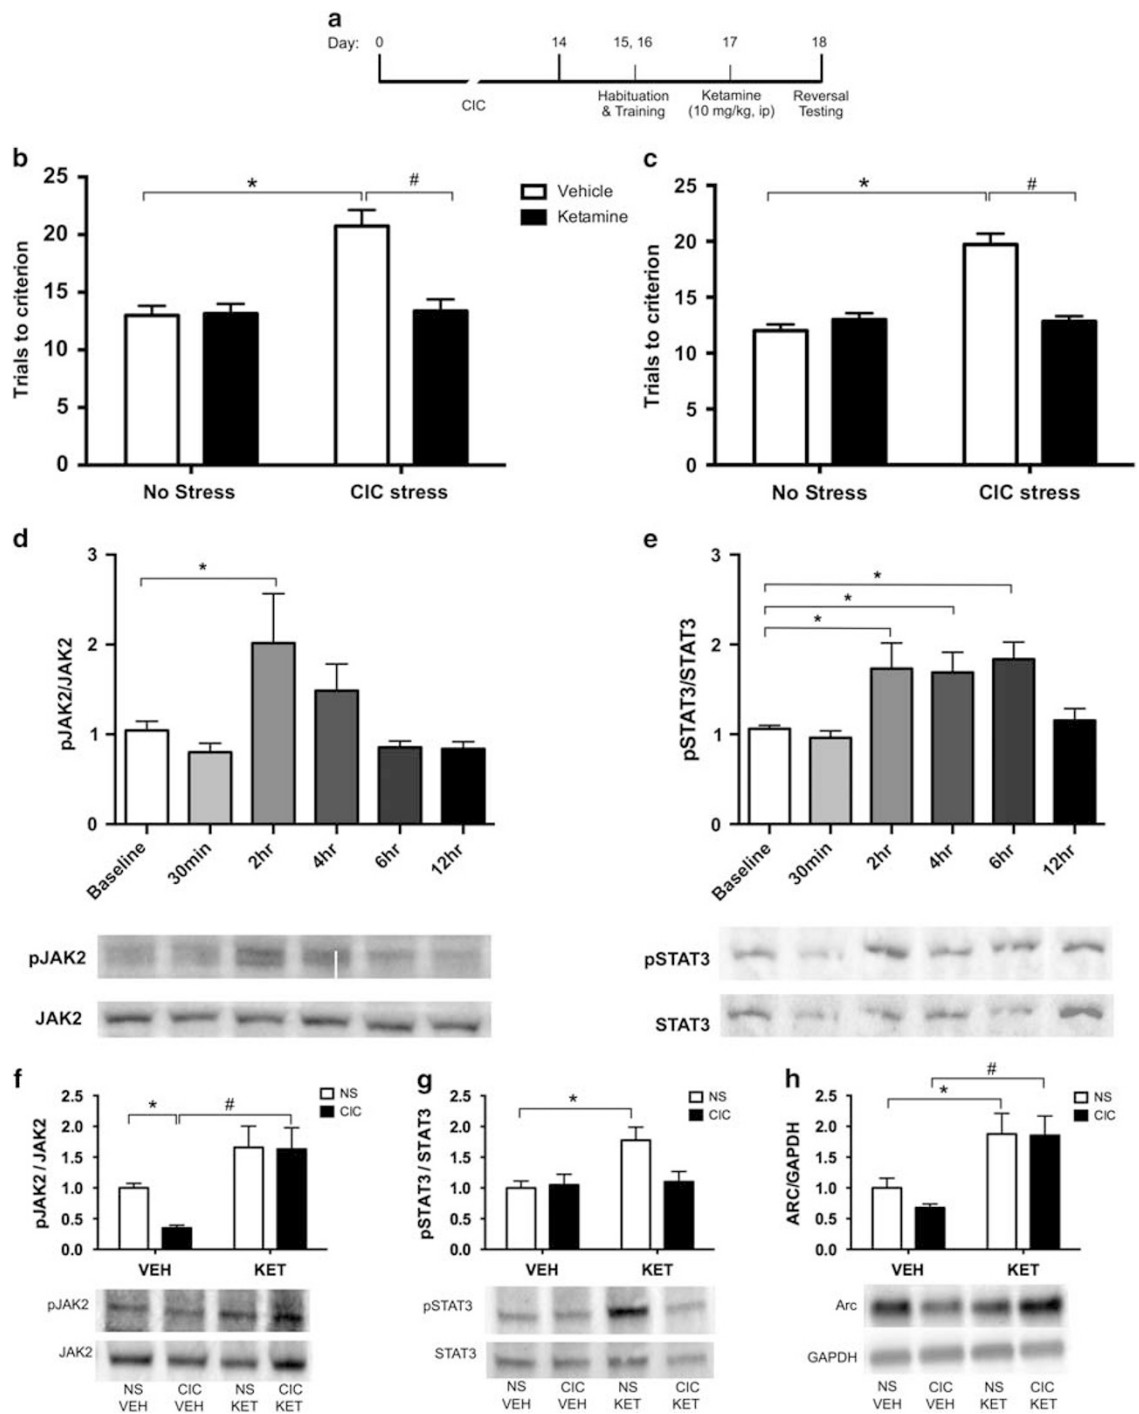 a
Day: 0 14 15, 16 17 18
CIC
Habituation & Training
Ketamine (10 mg/kg, ip)
Reversal Testing
b
Trials to criterion
25
20
15
10
5
0
* #
No Stress CIC stress
Vehicle
Ketamine
c
Trials to criterion
25
20
15
10
5
0
* #
No Stress CIC stress
d
pJAK2/JAK2
3
2
1
0
*
Baseline 30min 2hr 4hr 6hr 12hr
pJAK2
JAK2
e
pSTAT3/STAT3
3
2
1
0
*
*
*
Baseline 30min 2hr 4hr 6hr 12hr
pSTAT3
STAT3
f
pJAK2 / JAK2
2.5
2.0
1.5
1.0
0.5
0.0
* #
NS
CIC
VEH KET
pJAK2
JAK2
NS VEH
CIC VEH
NS KET
CIC KET
g
pSTAT3 / STAT3
2.5
2.0
1.5
1.0
0.5
0.0
*
NS
CIC
VEH KET
pSTAT3
STAT3
NS VEH
CIC VEH
NS KET
CIC KET
h
ARC/GAPDH
2.5
2.0
1.5
1.0
0.5
0.0
#
*
NS
CIC
VEH KET
Arc
GAPDH
NS VEH
CIC VEH
NS KET
CIC KET